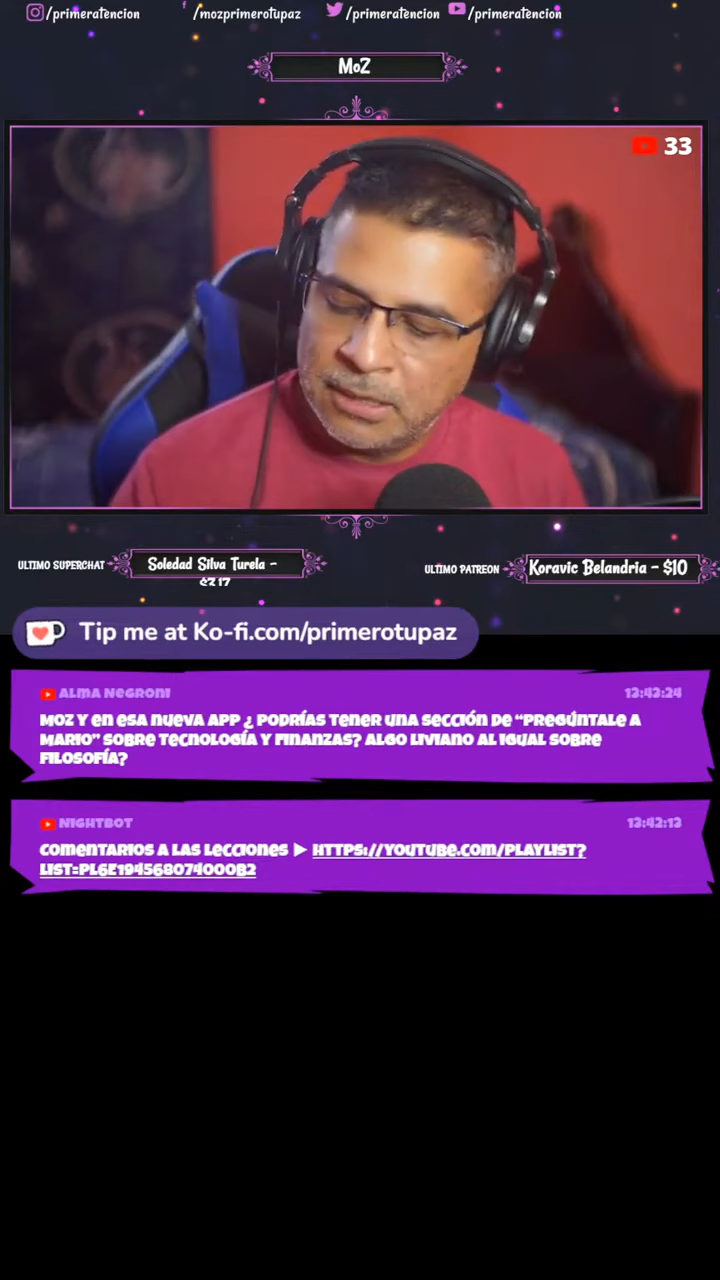 /primeratencion
/mozprimerotupaz
/primeratencion
/primeratencion
MoZ
33
ULTIMO SUPERCHAT
Soledad Silva Turela -
ULTIMO PATREON
Koravic Belandria - $10
Tip me at Ko-fi.com/primerotupaz
ALMA NEGRONI
13:43:24
MOZ Y EN ESA NUEVA APP ¿ PODRÍAS TENER UNA SECCIÓN DE “PREGÚNTALE A
MARIO” SOBRE TECNOLOGÍA Y FINANZAS? ALGO LIVIANO AL IGUAL SOBRE
FILOSOFÍA?
NIGHTBOT
13:42:13
COMENTARIOS A LAS LECCIONES ▶ HTTPS://YOUTUBE.COM/PLAYLIST?
LIST=PL6E194568074000B2